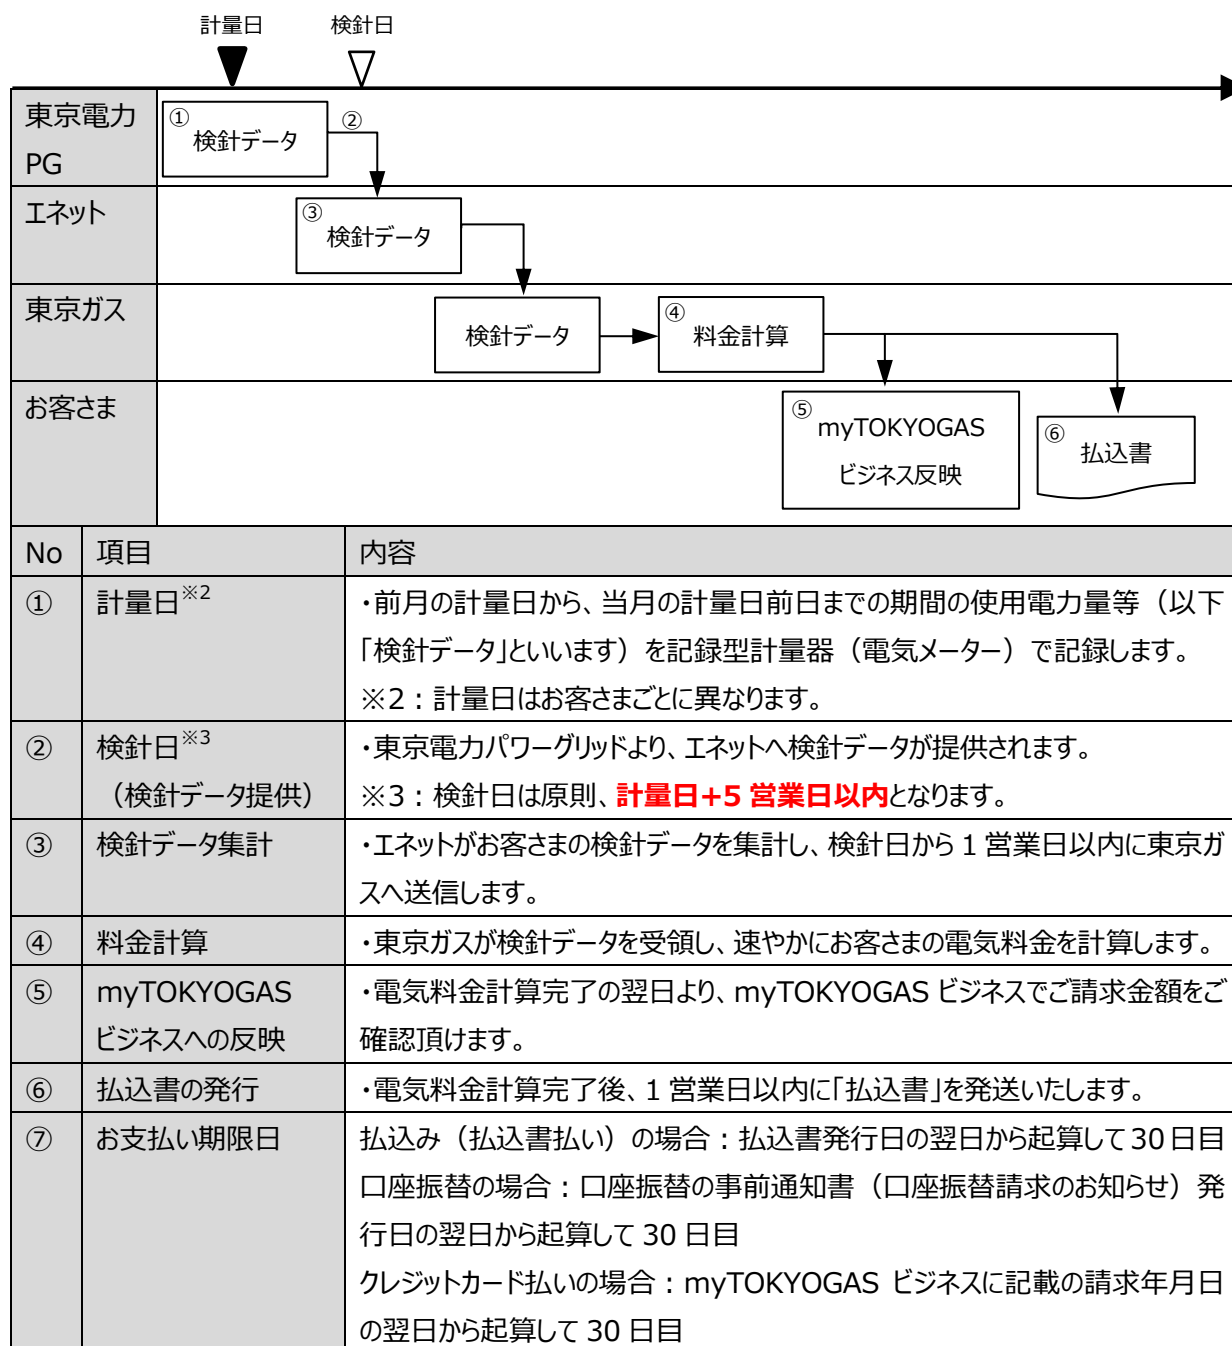 計量日 検針日
東京電力
PG
① 検針データ ②
エネット
③ 検針データ
東京ガス
検針データ
④ 料金計算
お客さま
⑤ myTOKYOGAS
ビジネス反映
⑥ 払込書
No 項目 内容
① 計量日※2 ・前月の計量日から、当月の計量日前日までの期間の使用電力量等（以下
「検針データ」といいます）を記録型計量器（電気メーター）で記録します。
※2：計量日はお客さまごとに異なります。
② 検針日※3 ・東京電力パワーグリッドより、エネットへ検針データが提供されます。
（検針データ提供） ※3：検針日は原則、計量日+5 営業日以内となります。
③ 検針データ集計 ・エネットがお客さまの検針データを集計し、検針日から 1 営業日以内に東京ガ
スへ送信します。
④ 料金計算 ・東京ガスが検針データを受領し、速やかにお客さまの電気料金を計算します。
⑤ myTOKYOGAS ・電気料金計算完了の翌日より、myTOKYOGAS ビジネスでご請求金額をご
ビジネスへの反映 確認頂けます。
⑥ 払込書の発行 ・電気料金計算完了後、1 営業日以内に「払込書」を発送いたします。
⑦ お支払い期限日 払込み（払込書払い）の場合：払込書発行日の翌日から起算して 30 日目
口座振替の場合：口座振替の事前通知書（口座振替請求のお知らせ）発
行日の翌日から起算して 30 日目
クレジットカード払いの場合：myTOKYOGAS ビジネスに記載の請求年月日
の翌日から起算して 30 日目